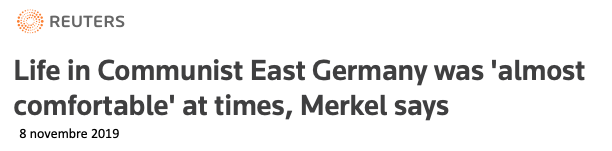 REUTERS
Life in Communist East Germany was 'almost
comfortable' at times, Merkel says
8 novembre 2019